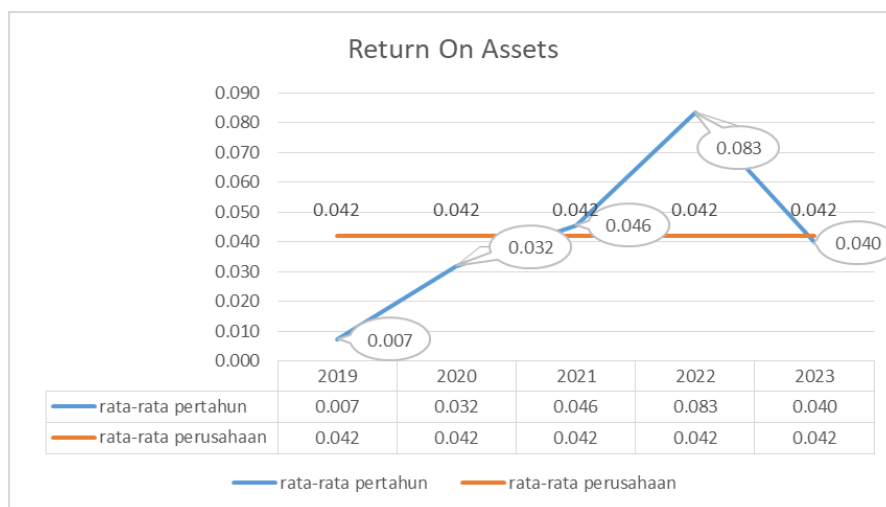 Return On Assets
0.090
0.080
0.070
0.083
0.060
0.050
0.042 0.042 0.042 0.042 0.042
0.046
0.040
0.032
0.040
0.030
0.020
0.010
0.007
0.000
2019 2020 2021 2022 2023
rata-rata pertahun 0.007 0.032 0.046 0.083 0.040
rata-rata perusahaan 0.042 0.042 0.042 0.042 0.042
rata-rata pertahun rata-rata perusahaan